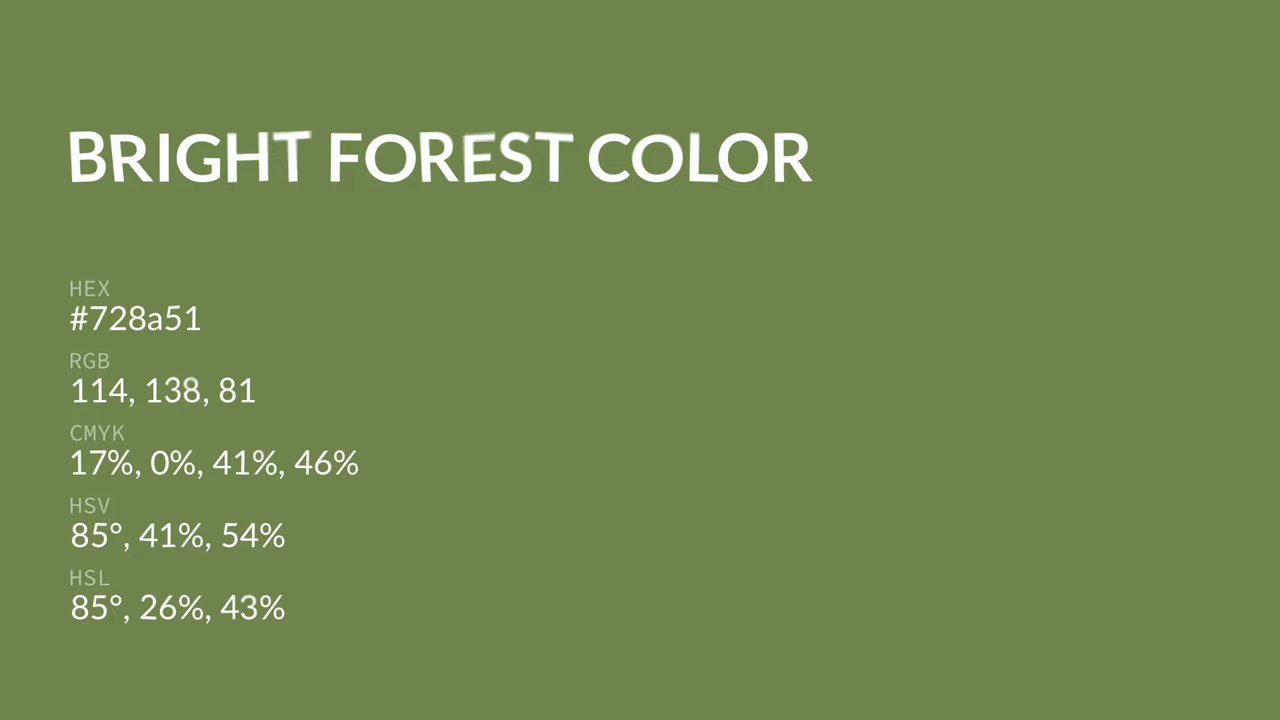 BRIGHT FOREST COLOR
HEX
#728a51
RGB
114, 138, 81
CMYK
17%, 0%, 41%, 46%
HSV
85°, 41%, 54%
HSL
85°, 26%, 43%